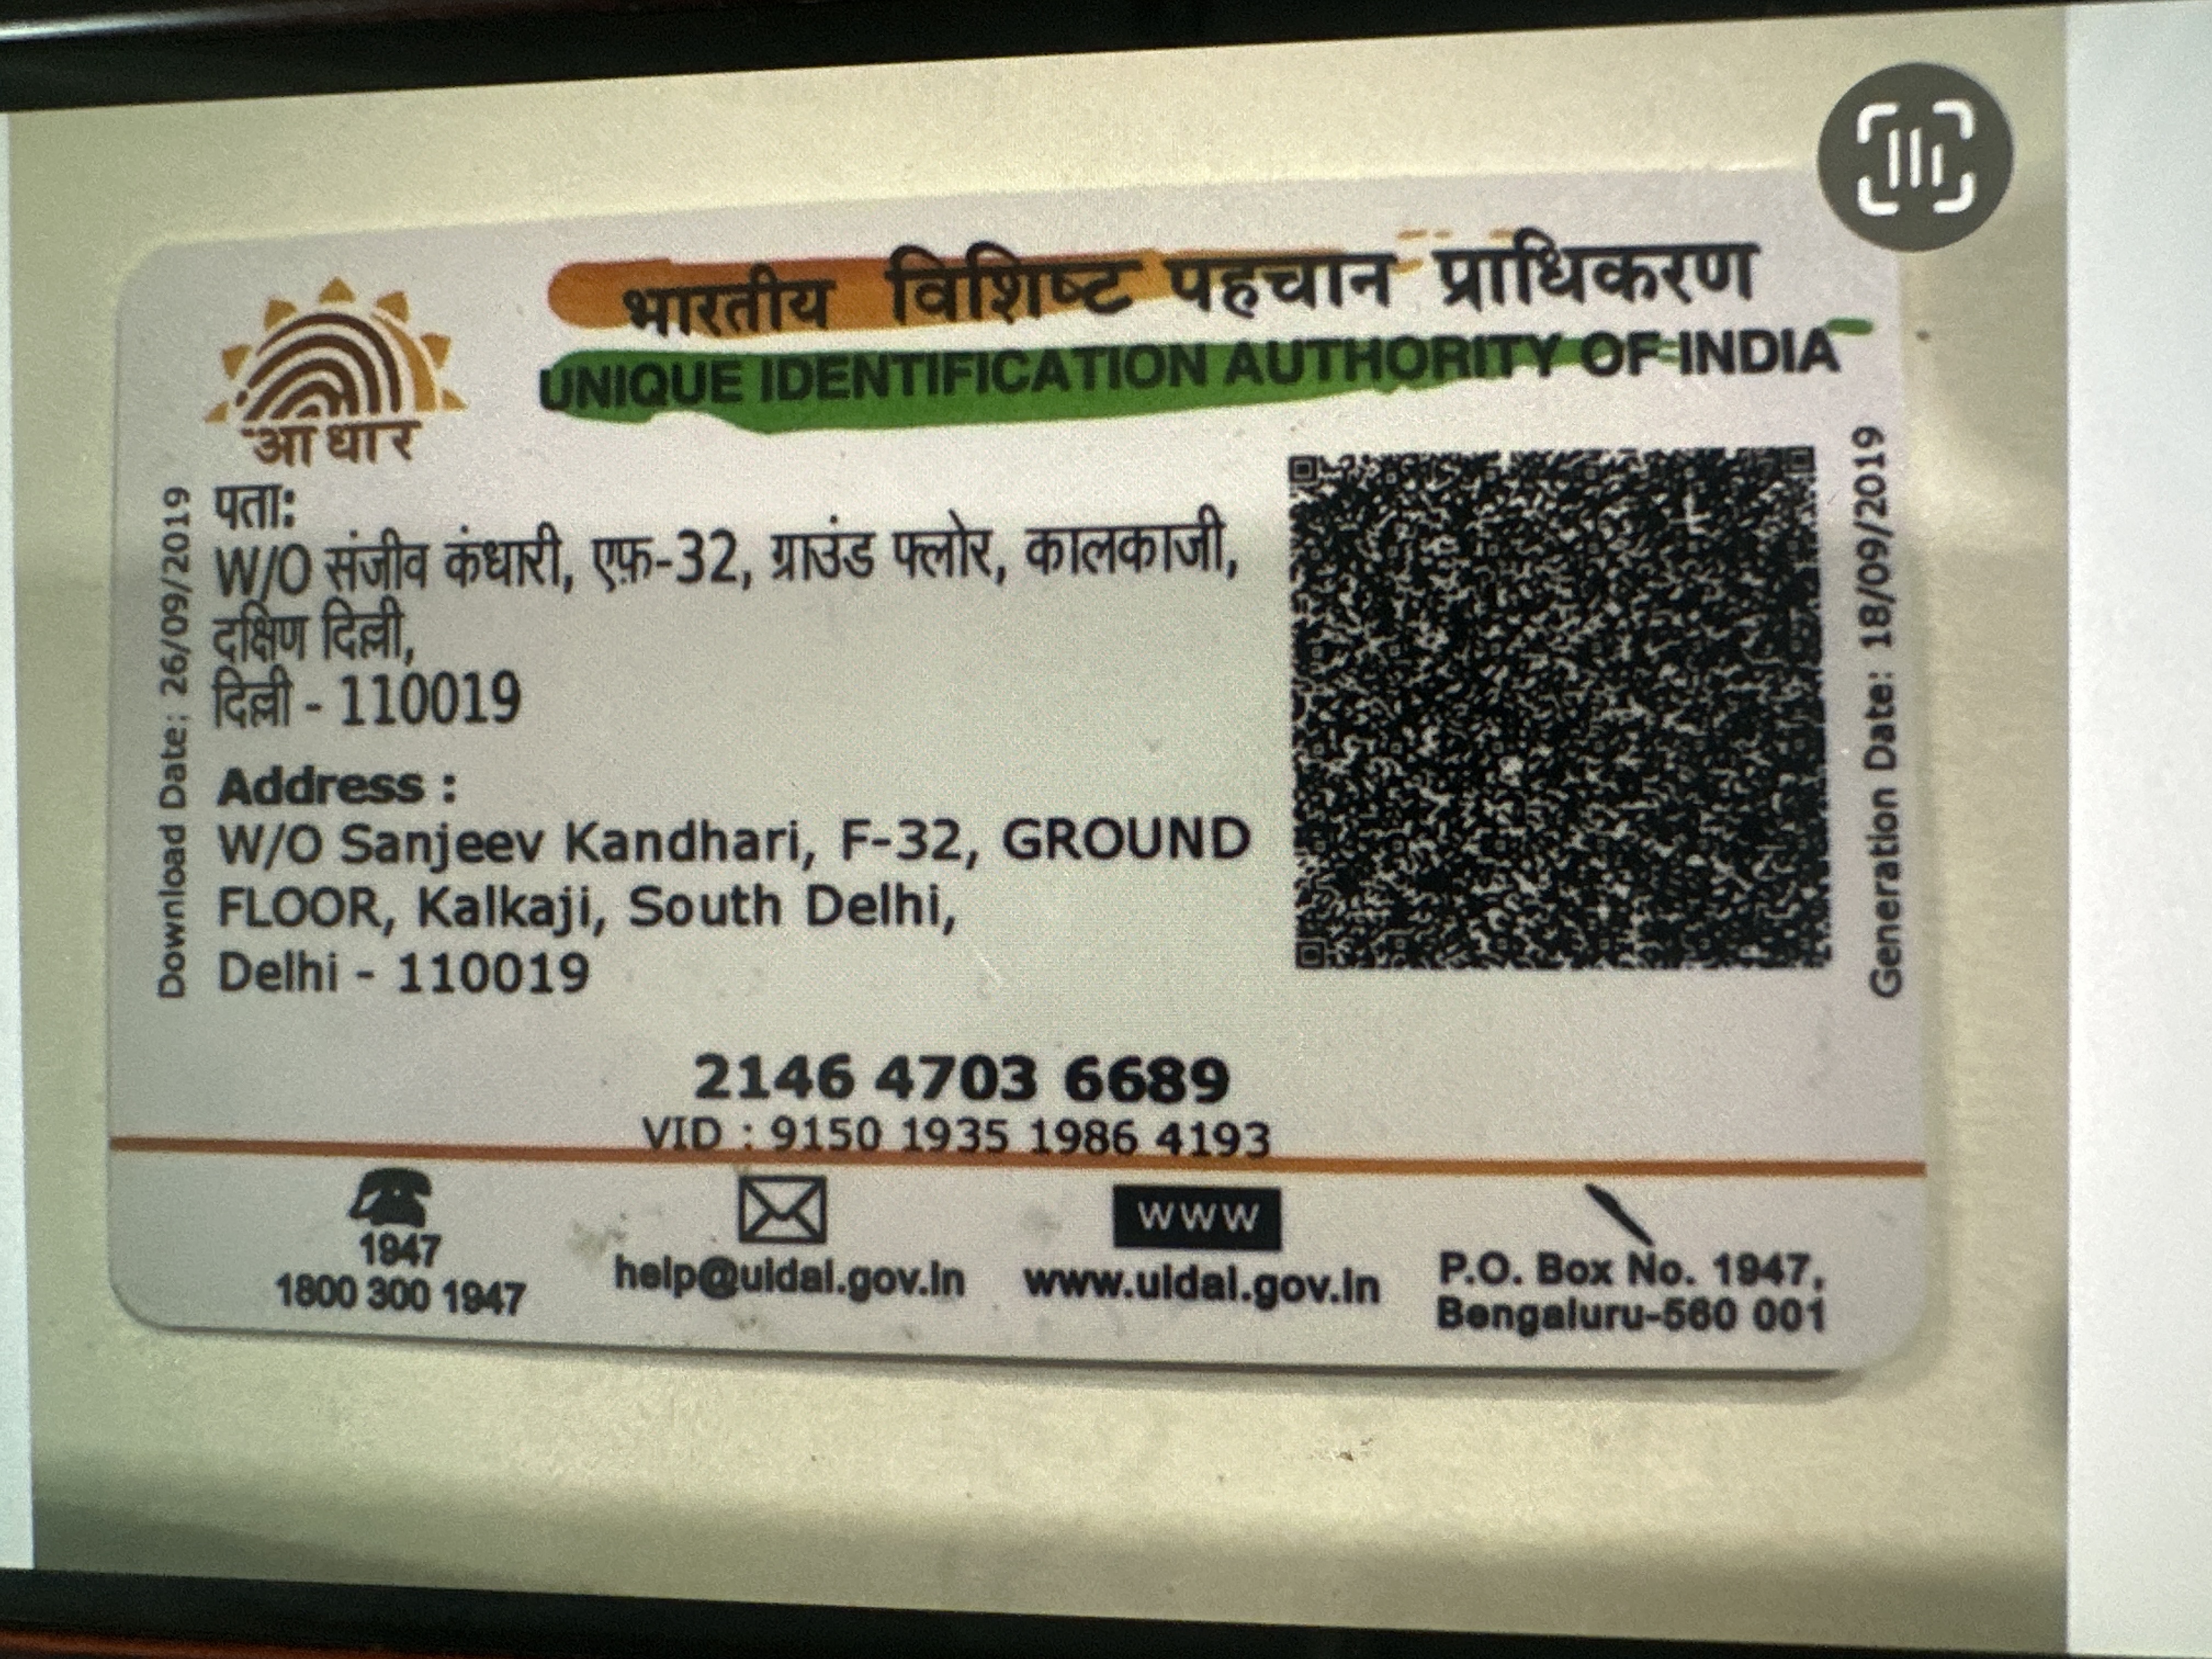 भारतीय विशिष्ट पहचान प्राधिकरण
UNIQUE IDENTIFICATION AUTHORITY OF INDIA
आधार
Download Date: 26/09/2019
पता:
W/O संजीव कंधारी, एफ़-32, ग्राउंड फ्लोर, कालकाजी,
दक्षिण दिल्ली,
दिल्ली - 110019
Address :
W/O Sanjeev Kandhari, F-32, GROUND
FLOOR, Kalkaji, South Delhi,
Delhi - 110019
Generation Date: 18/09/2019
2146 4703 6689
VID : 9150 1935 1986 4193
1947
1800 300 1947
help@uidai.gov.in
www
www.uidai.gov.in
P.O. Box No. 1947,
Bengaluru-560 001